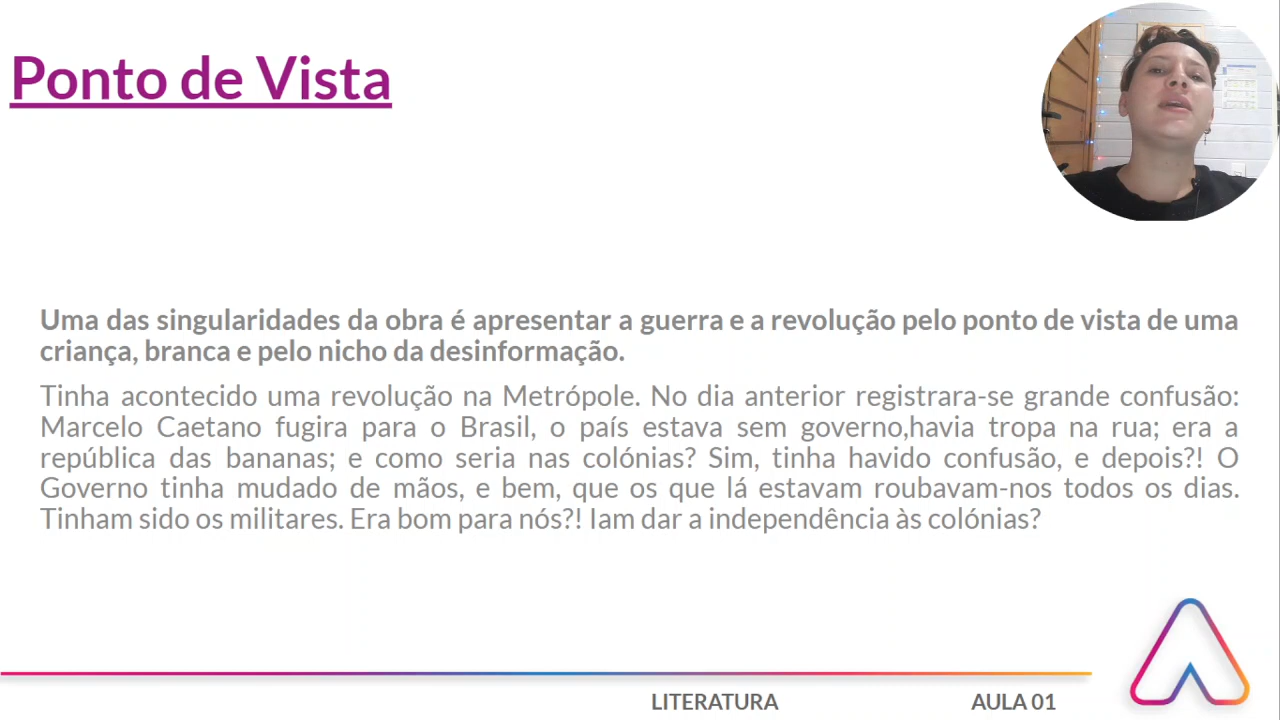 Ponto de Vista
Uma das singularidades da obra é apresentar a guerra e a revolução pelo ponto de vista de uma
criança, branca e pelo nicho da desinformação.
Tinha acontecido uma revolução na Metrópole. No dia anterior registrara-se grande confusão:
Marcelo Caetano fugira para o Brasil, o país estava sem governo,havia tropa na rua; era a
república das bananas; e como seria nas colónias? Sim, tinha havido confusão, e depois?! O
Governo tinha mudado de mãos, e bem, que os que lá estavam roubavam-nos todos os dias.
Tinham sido os militares. Era bom para nós?! Iam dar a independência às colónias?
LITERATURA
AULA 01